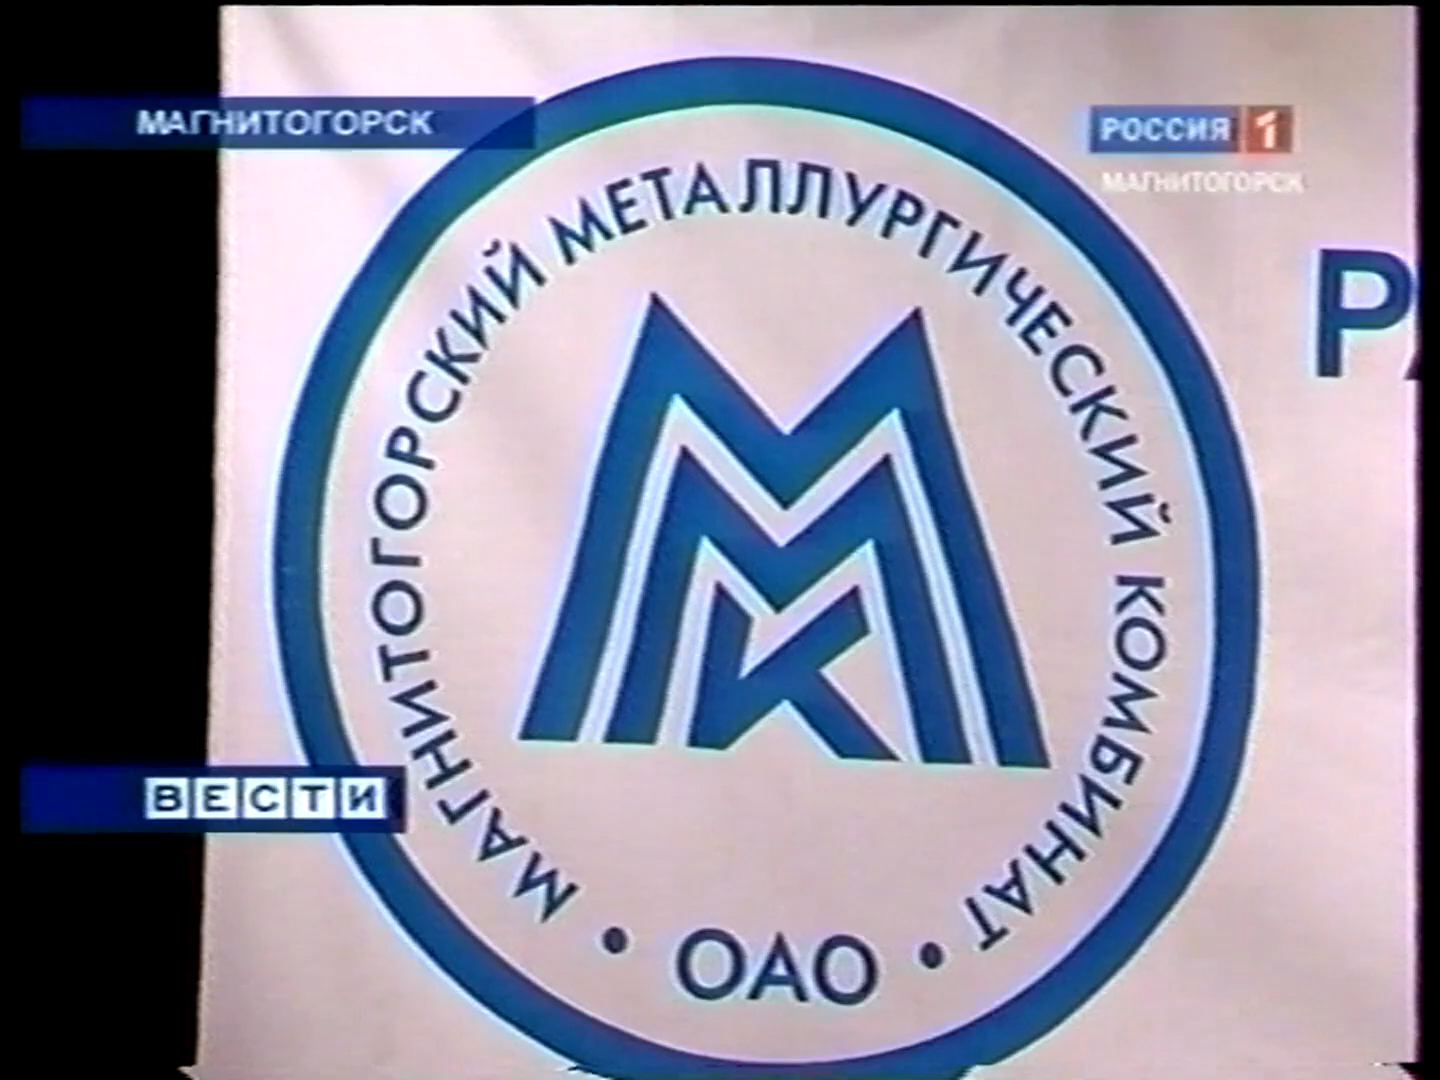 МАГНИТОГОРСК
РОССИЯ 1
МАГНИТОГОРСК
МАГНИТОГОРСКИЙ МЕТАЛЛУРГИЧЕСКИЙ КОМБИНАТ
ММК
ВЕСТИ
• ОАО •